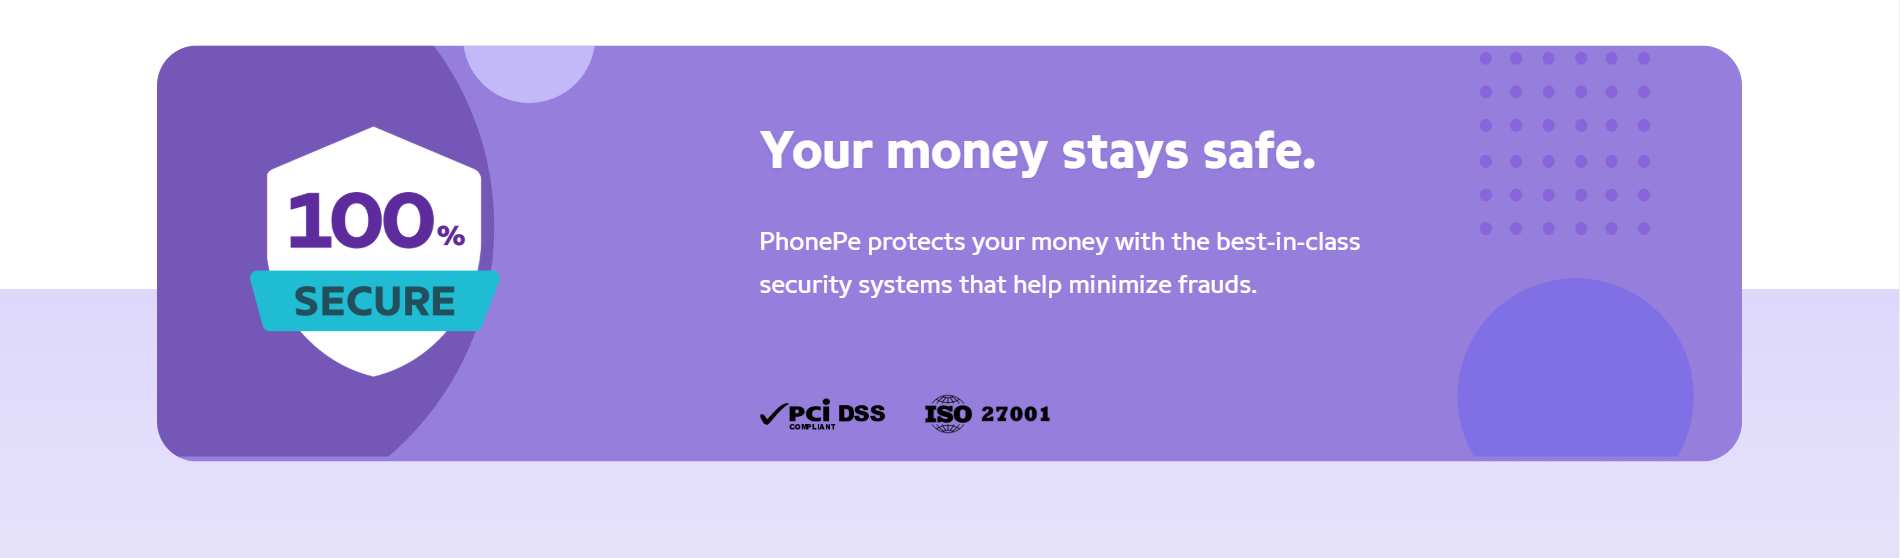 100%
SECURE
Your money stays safe.
PhonePe protects your money with the best-in-class
security systems that help minimize frauds.
PCi DSS
COMPLIANT
ISO 27001